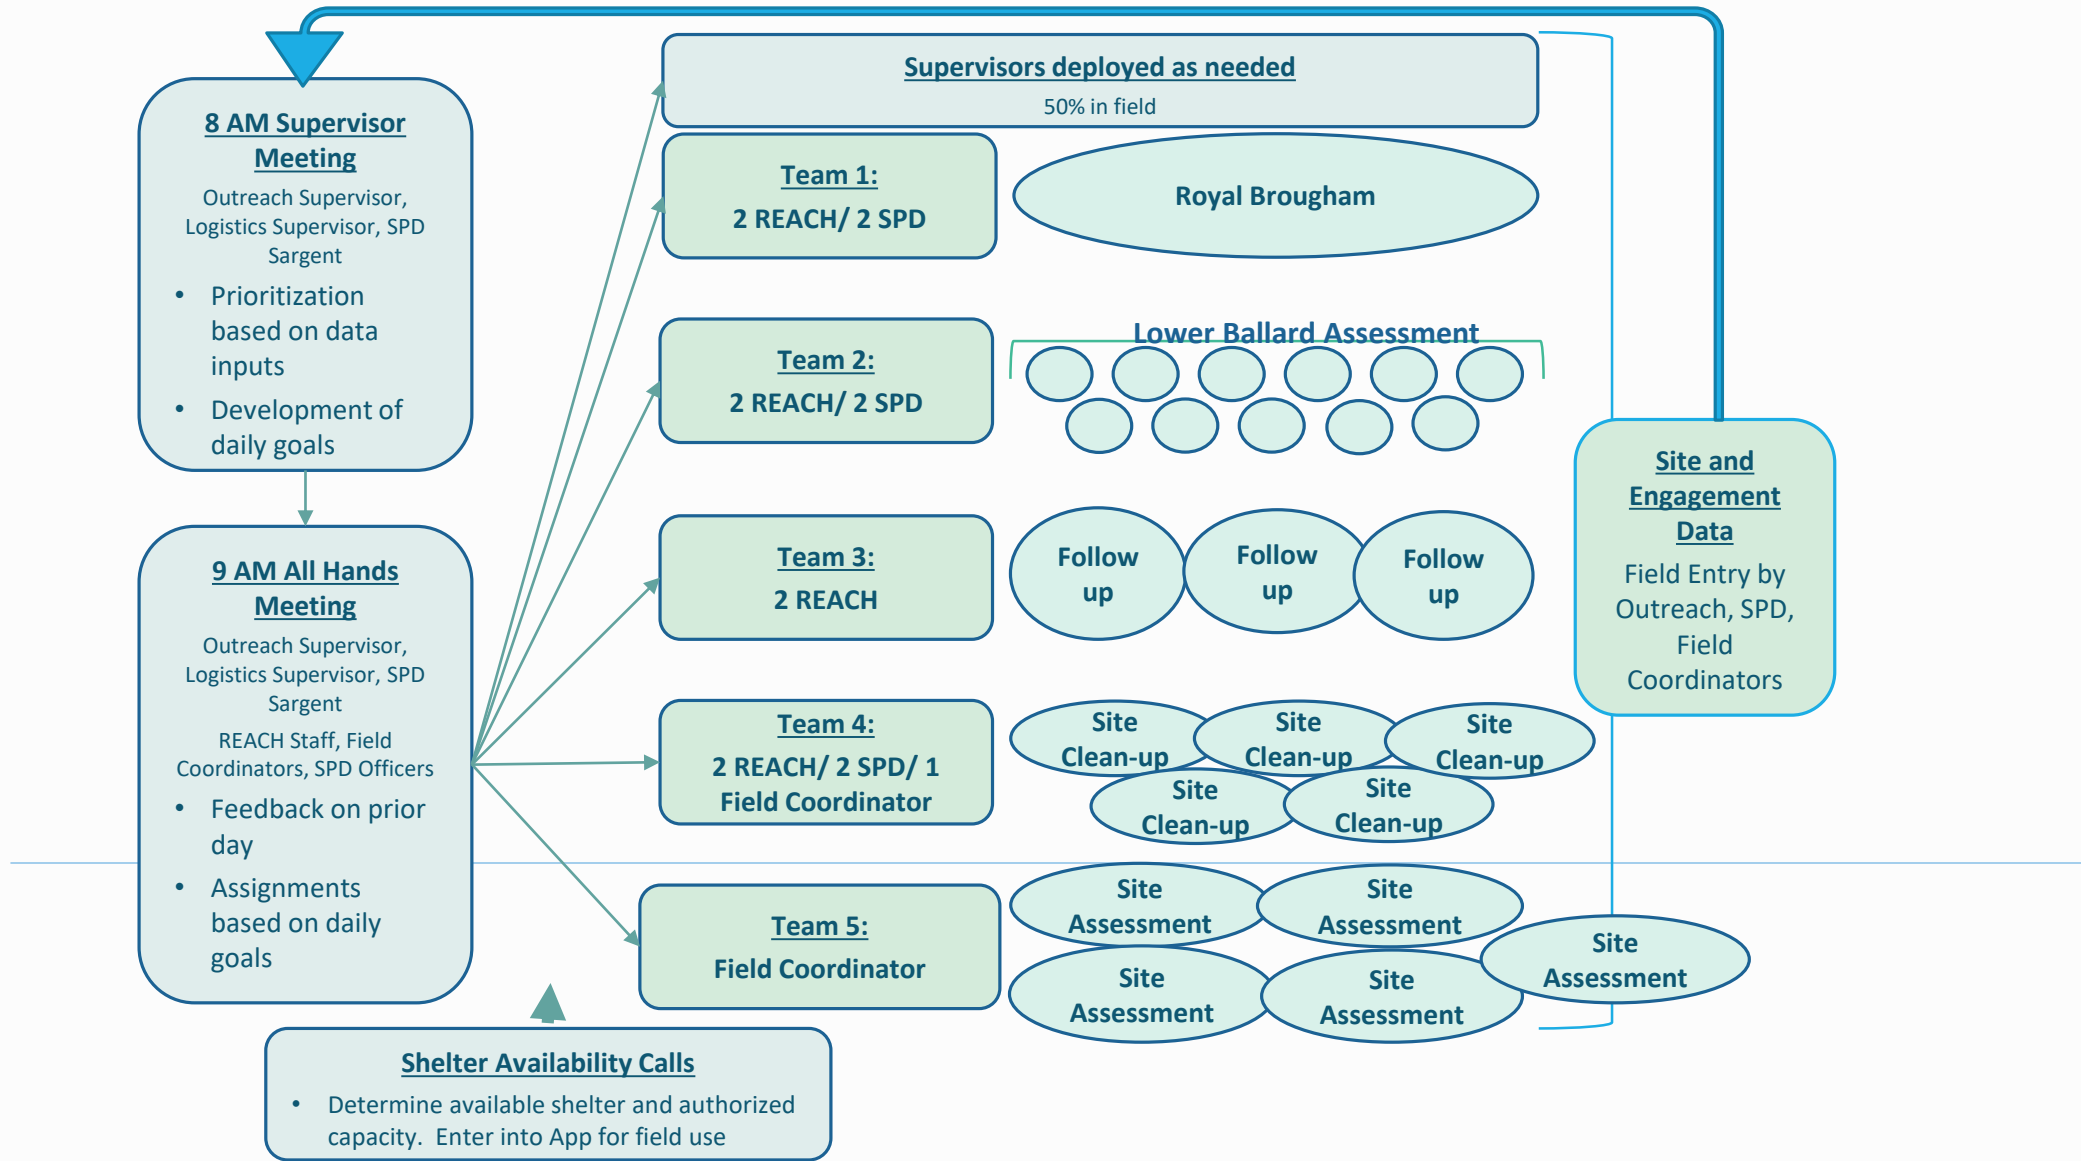 8 AM Supervisor
Meeting
Outreach Supervisor,
Logistics Supervisor, SPD
Sargent
• Prioritization
based on data
inputs
• Development of
daily goals
9 AM All Hands
Meeting
Outreach Supervisor,
Logistics Supervisor, SPD
Sargent
REACH Staff, Field
Coordinators, SPD Officers
• Feedback on prior
day
• Assignments
based on daily
goals
Shelter Availability Calls
• Determine available shelter and authorized
capacity. Enter into App for field use
Supervisors deployed as needed
50% in field
Team 1:
2 REACH/ 2 SPD
Royal Brougham
Team 2:
2 REACH/ 2 SPD
Lower Ballard Assessment
Team 3:
2 REACH
Follow
up
Follow
up
Follow
up
Team 4:
2 REACH/ 2 SPD/ 1
Field Coordinator
Site
Clean-up
Site
Clean-up
Site
Clean-up
Site
Clean-up
Site
Clean-up
Team 5:
Field Coordinator
Site
Assessment
Site
Assessment
Site
Assessment
Site
Assessment
Site
Assessment
Site and
Engagement
Data
Field Entry by
Outreach, SPD,
Field
Coordinators